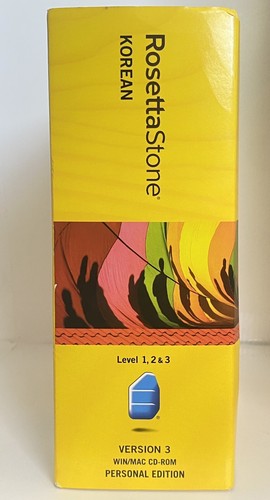 RosettaStone®
KOREAN
Level 1, 2 & 3
VERSION 3
WIN/MAC CD-ROM
PERSONAL EDITION